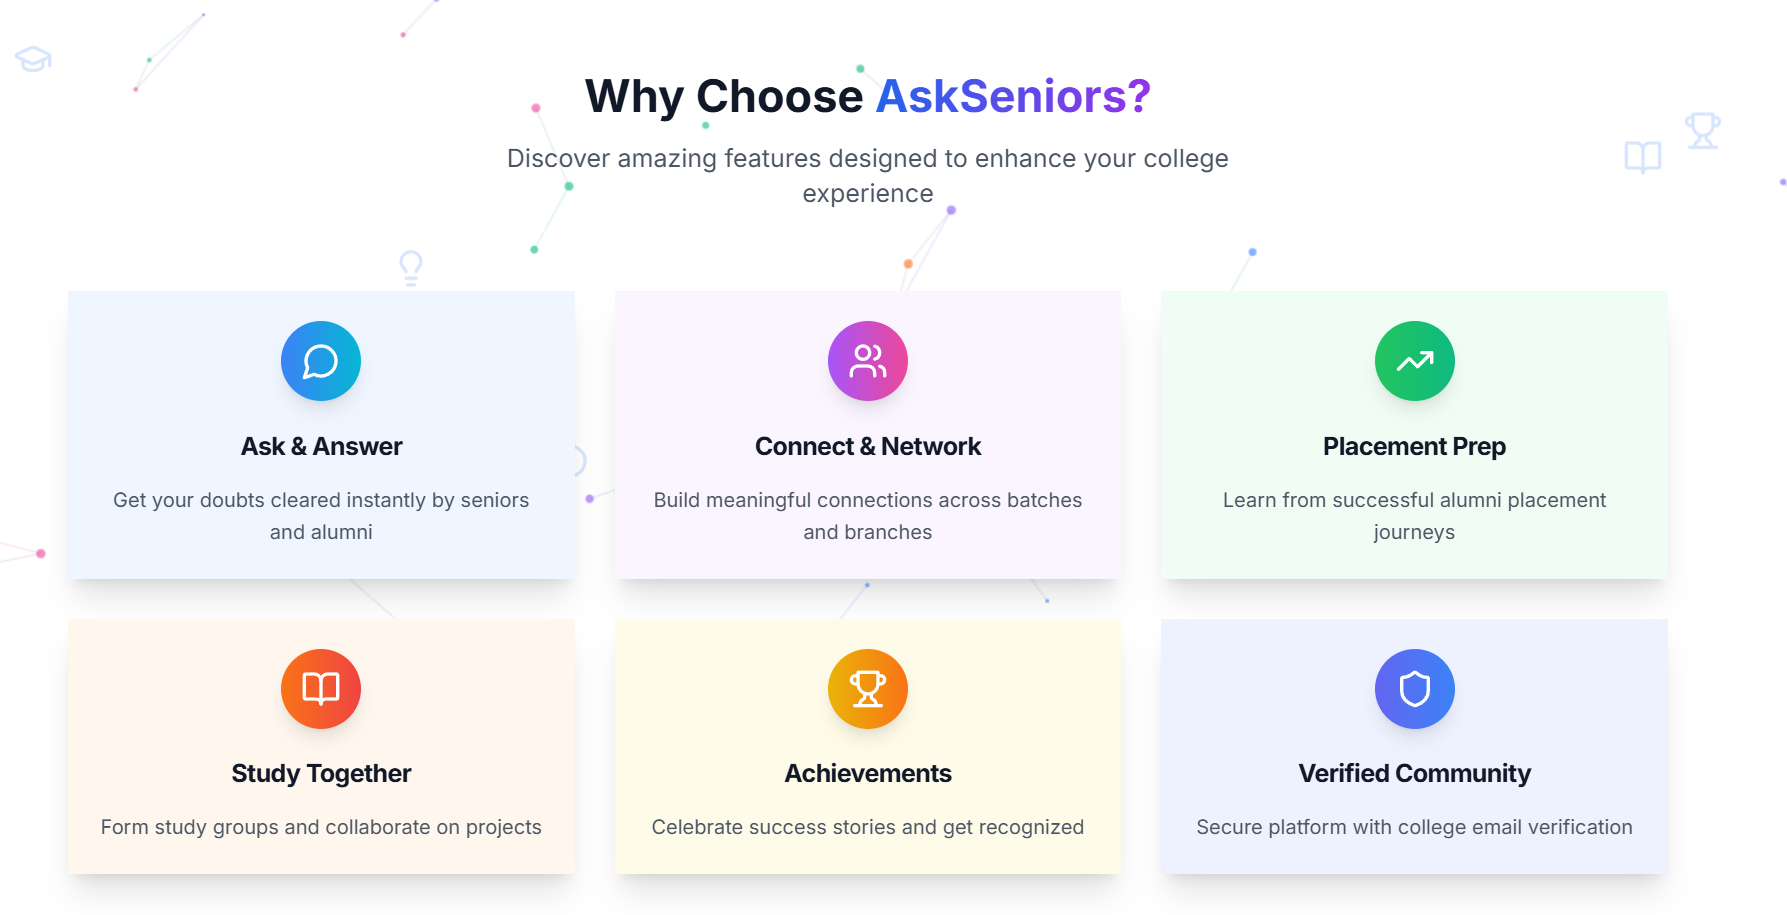 Why Choose AskSeniors?
Discover amazing features designed to enhance your college
experience
Ask & Answer
Get your doubts cleared instantly by seniors
and alumni
Connect & Network
Build meaningful connections across batches
and branches
Placement Prep
Learn from successful alumni placement
journeys
Study Together
Form study groups and collaborate on projects
Achievements
Celebrate success stories and get recognized
Verified Community
Secure platform with college email verification